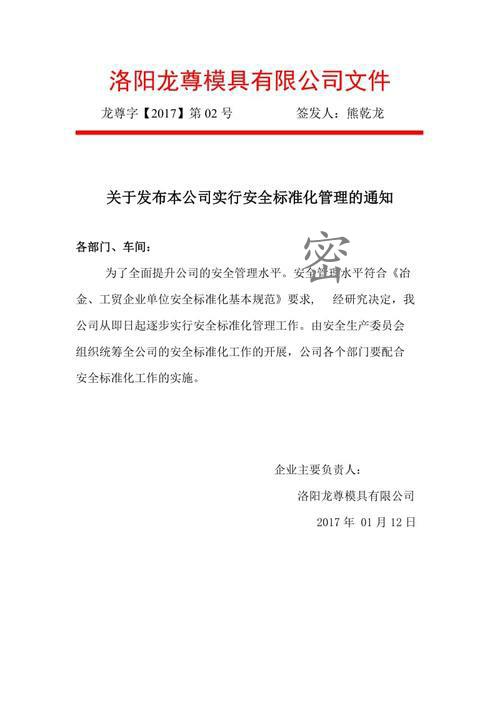 洛阳龙尊模具有限公司文件
龙尊字【2017】第 02 号 签发人：熊乾龙
关于发布本公司实行安全标准化管理的通知
各部门、车间：
密
为了全面提升公司的安全管理水平。安全管理水平符合《冶
金、工贸企业单位安全标准化基本规范》要求， 经研究决定，我
公司从即日起逐步实行安全标准化管理工作。由安全生产委员会
组织统筹全公司的安全标准化工作的开展，公司各个部门要配合
安全标准化工作的实施。
企业主要负责人：
洛阳龙尊模具有限公司
2017 年 01 月 12 日